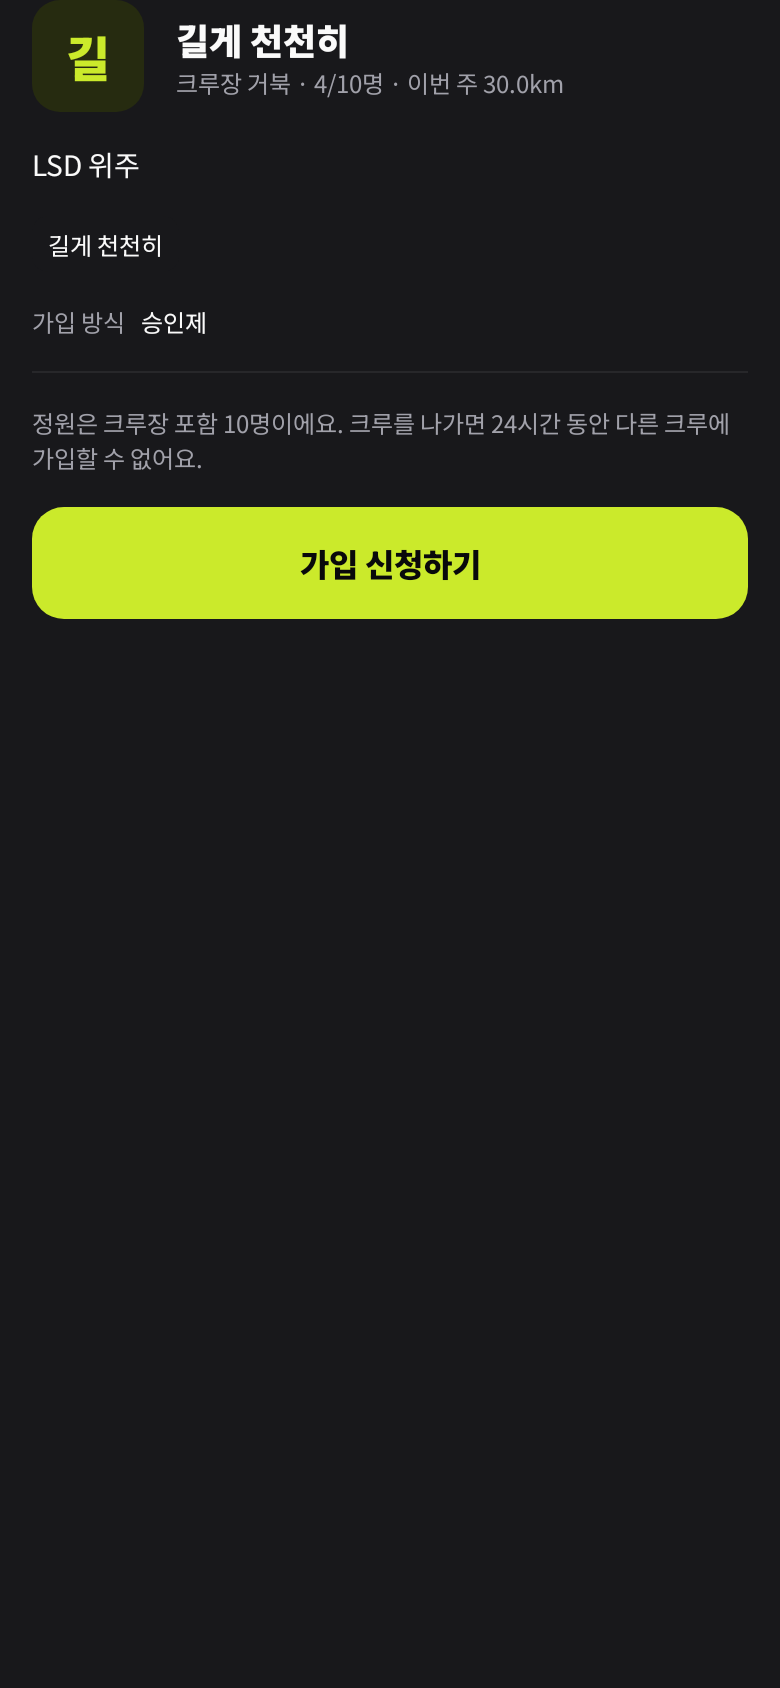 길
길게 천천히
크루장 거북 · 4/10명 · 이번 주 30.0km
LSD 위주
길게 천천히
가입 방식 승인제
정원은 크루장 포함 10명이에요. 크루를 나가면 24시간 동안 다른 크루에
가입할 수 없어요.
가입 신청하기